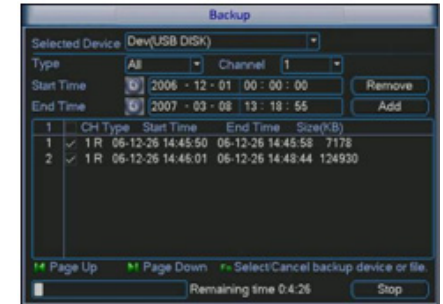 Backup
Selected Device Dev(USB DISK)
Type All Channel 1
Start Time 2006 - 12 - 01 00 : 00 : 00 Remove
End Time 2007 - 03 - 08 13 : 18 : 55 Add
1 CH Type Start Time End Time Size(KB)
1 1 R 06-12-26 14:45:50 06-12-26 14:45:58 7178
2 1 R 06-12-26 14:46:01 06-12-26 14:48:44 124930
Page Up Page Down Fn Select/Cancel backup device or file.
Remaining time 0:4:26 Stop